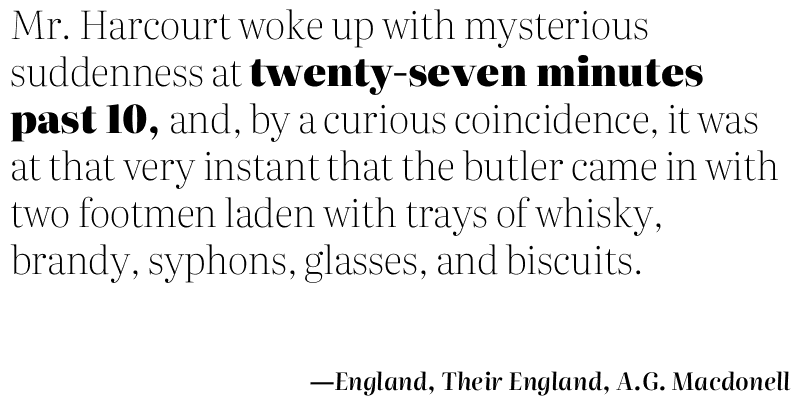 Mr. Harcourt woke up with mysterious
suddenness at twenty-seven minutes
past 10, and, by a curious coincidence, it was
at that very instant that the butler came in with
two footmen laden with trays of whisky,
brandy, syphons, glasses, and biscuits.
—England, Their England, A.G. Macdonell